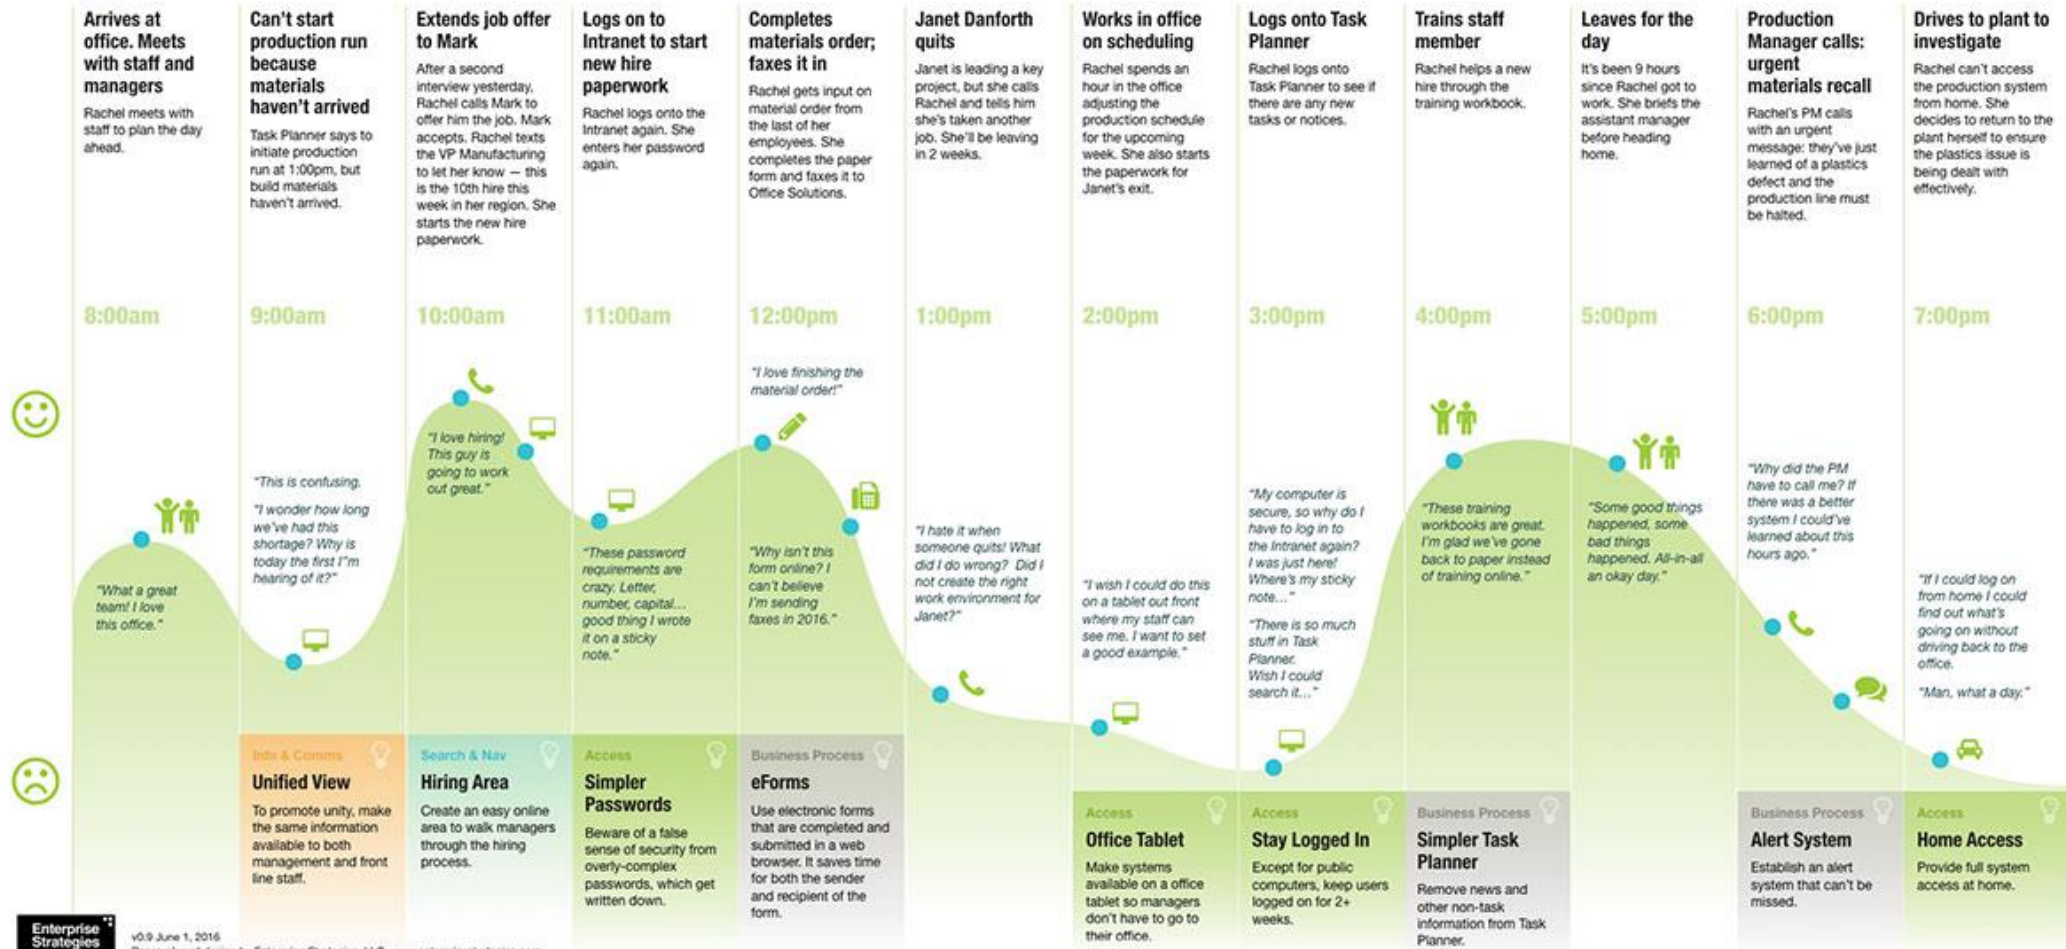 Arrives at
office. Meets
with staff and
managers
Rachel meets with
staff to plan the day
ahead.
Can't start
production run
because
materials
haven't arrived
Task Planner says to
initiate production
run at 1:00pm, but
build materials
haven't arrived.
Extends job offer
to Mark
After a second
interview yesterday,
Rachel calls Mark to
offer him the job. Mark
accepts. Rachel texts
the VP Manufacturing
to let her know — this
is the 10th hire this
week in her region. She
starts the new hire
paperwork.
Logs on to
Intranet to start
new hire
paperwork
Rachel logs onto the
Intranet again. She
enters her password
again.
Completes
materials order;
faxes it in
Rachel gets input on
material order from
the last of her
employees. She
completes the paper
form and faxes it to
Office Solutions.
Janet Danforth
quits
Janet is leading a key
project, but she calls
Rachel and tells him
she's taken another
job. She'll be leaving
in 2 weeks.
Works in office
on scheduling
Rachel spends an
hour in the office
adjusting the
production schedule
for the upcoming
week. She also starts
the paperwork for
Janet's exit.
Logs onto Task
Planner
Rachel logs onto
Task Planner to see if
there are any new
tasks or notices.
Trains staff
member
Rachel helps a new
hire through the
training workbook.
Leaves for the
day
It's been 9 hours
since Rachel got to
work. She briefs the
assistant manager
before heading
home.
Production
Manager calls:
urgent
materials recall
Rachel's PM calls
with an urgent
message: they've just
learned of a plastics
defect and the
production line must
be halted.
Drives to plant to
investigate
Rachel can't access
the production system
from home. She
decides to return to the
plant herself to ensure
the plastics issue is
being dealt with
effectively.
8:00am
9:00am
10:00am
11:00am
12:00pm
1:00pm
2:00pm
3:00pm
4:00pm
5:00pm
6:00pm
7:00pm
"What a great
team! I love
this office."
"This is confusing.
"I wonder how long
we've had this
shortage? Why is
today the first I"m
hearing of it?"
"I love hiring!
This guy is
going to work
out great."
"These password
requirements are
crazy. Letter,
number, capital...
good thing I wrote
it on a sticky
note."
"I love finishing the
material order!"
"Why isn't this
form online? I
can't believe
I'm sending
faxes in 2016."
"I hate it when
someone quits! What
did I do wrong? Did I
not create the right
work environment for
Janet?"
"I wish I could do this
on a tablet out front
where my staff can
see me. I want to set
a good example."
"My computer is
secure, so why do I
have to log in to
the Intranet again?
I was just here!
Where's my sticky
note..."
"There is so much
stuff in Task
Planner.
Wish I could
search it..."
"These training
workbooks are great.
I'm glad we've gone
back to paper instead
of training online."
"Some good things
happened, some
bad things
happened. All-in-all
an okay day."
"Why did the PM
have to call me? If
there was a better
system I could've
learned about this
hours ago."
"If I could log on
from home I could
find out what's
going on without
driving back to the
office.
"Man, what a day."
Info & Comms
Unified View
To promote unity, make
the same information
available to both
management and front
line staff.
Search & Nav
Hiring Area
Create an easy online
area to walk managers
through the hiring
process.
Access
Simpler
Passwords
Beware of a false
sense of security from
overly-complex
passwords, which get
written down.
Business Process
eForms
Use electronic forms
that are completed and
submitted in a web
browser. It saves time
for both the sender
and recipient of the
form.
Access
Office Tablet
Make systems
available on a office
tablet so managers
don't have to go to
their office.
Access
Stay Logged In
Except for public
computers, keep users
logged on for 2+
weeks.
Business Process
Simpler Task
Planner
Remove news and
other non-task
information from Task
Planner.
Business Process
Alert System
Establish an alert
system that can't be
missed.
Access
Home Access
Provide full system
access at home.
Enterprise
Strategies
v0.9 June 1, 2016